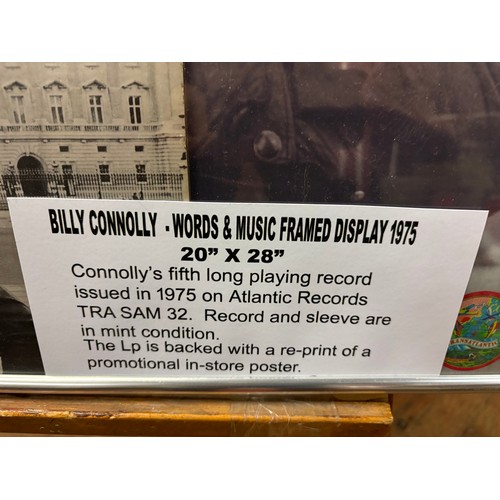 BILLY CONNOLLY - WORDS & MUSIC FRAMED DISPLAY 1975
20" X 28"
Connolly's fifth long playing record
issued in 1975 on Atlantic Records
TRA SAM 32. Record and sleeve are
in mint condition.
The Lp is backed with a re-print of a
promotional in-store poster.
TRANSATLANTIC